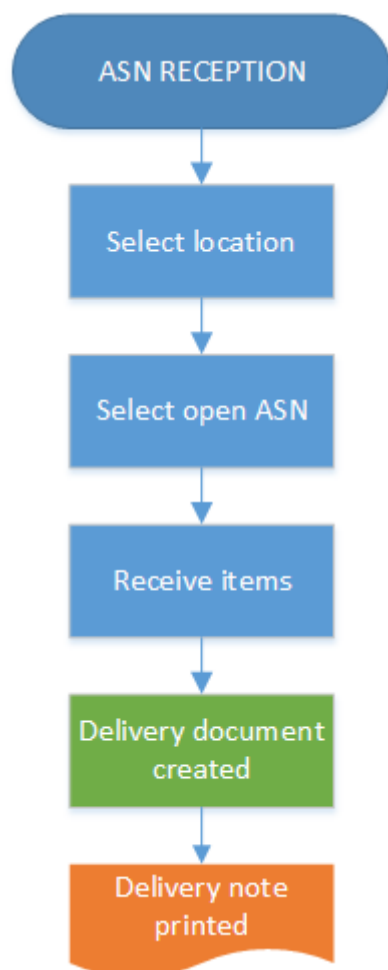 ASN RECEPTION
Select location
Select open ASN
Receive items
Delivery document
created
Delivery note
printed